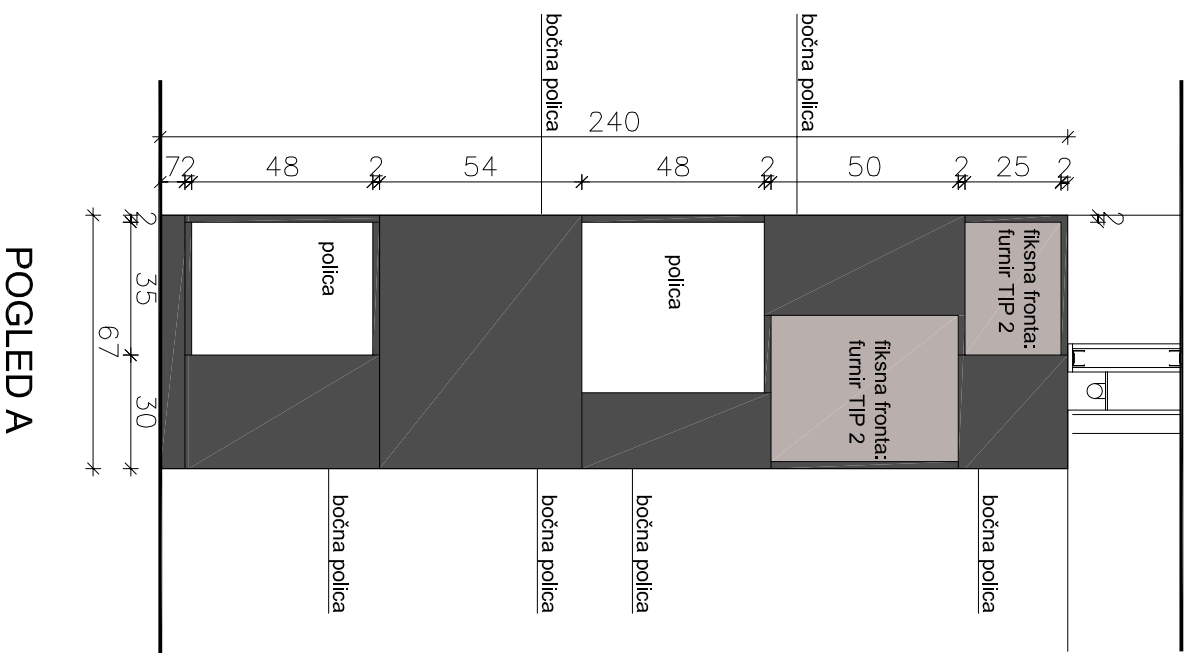 POGLED A
bočna polica
bočna polica
240
7
2
48
2
54
48
2
50
2
25
2
2
2
35
30
67
polica
polica
fiksna fronta:
furnir TIP 2
fiksna fronta:
furnir TIP 2
bočna polica
bočna polica
bočna polica
bočna polica